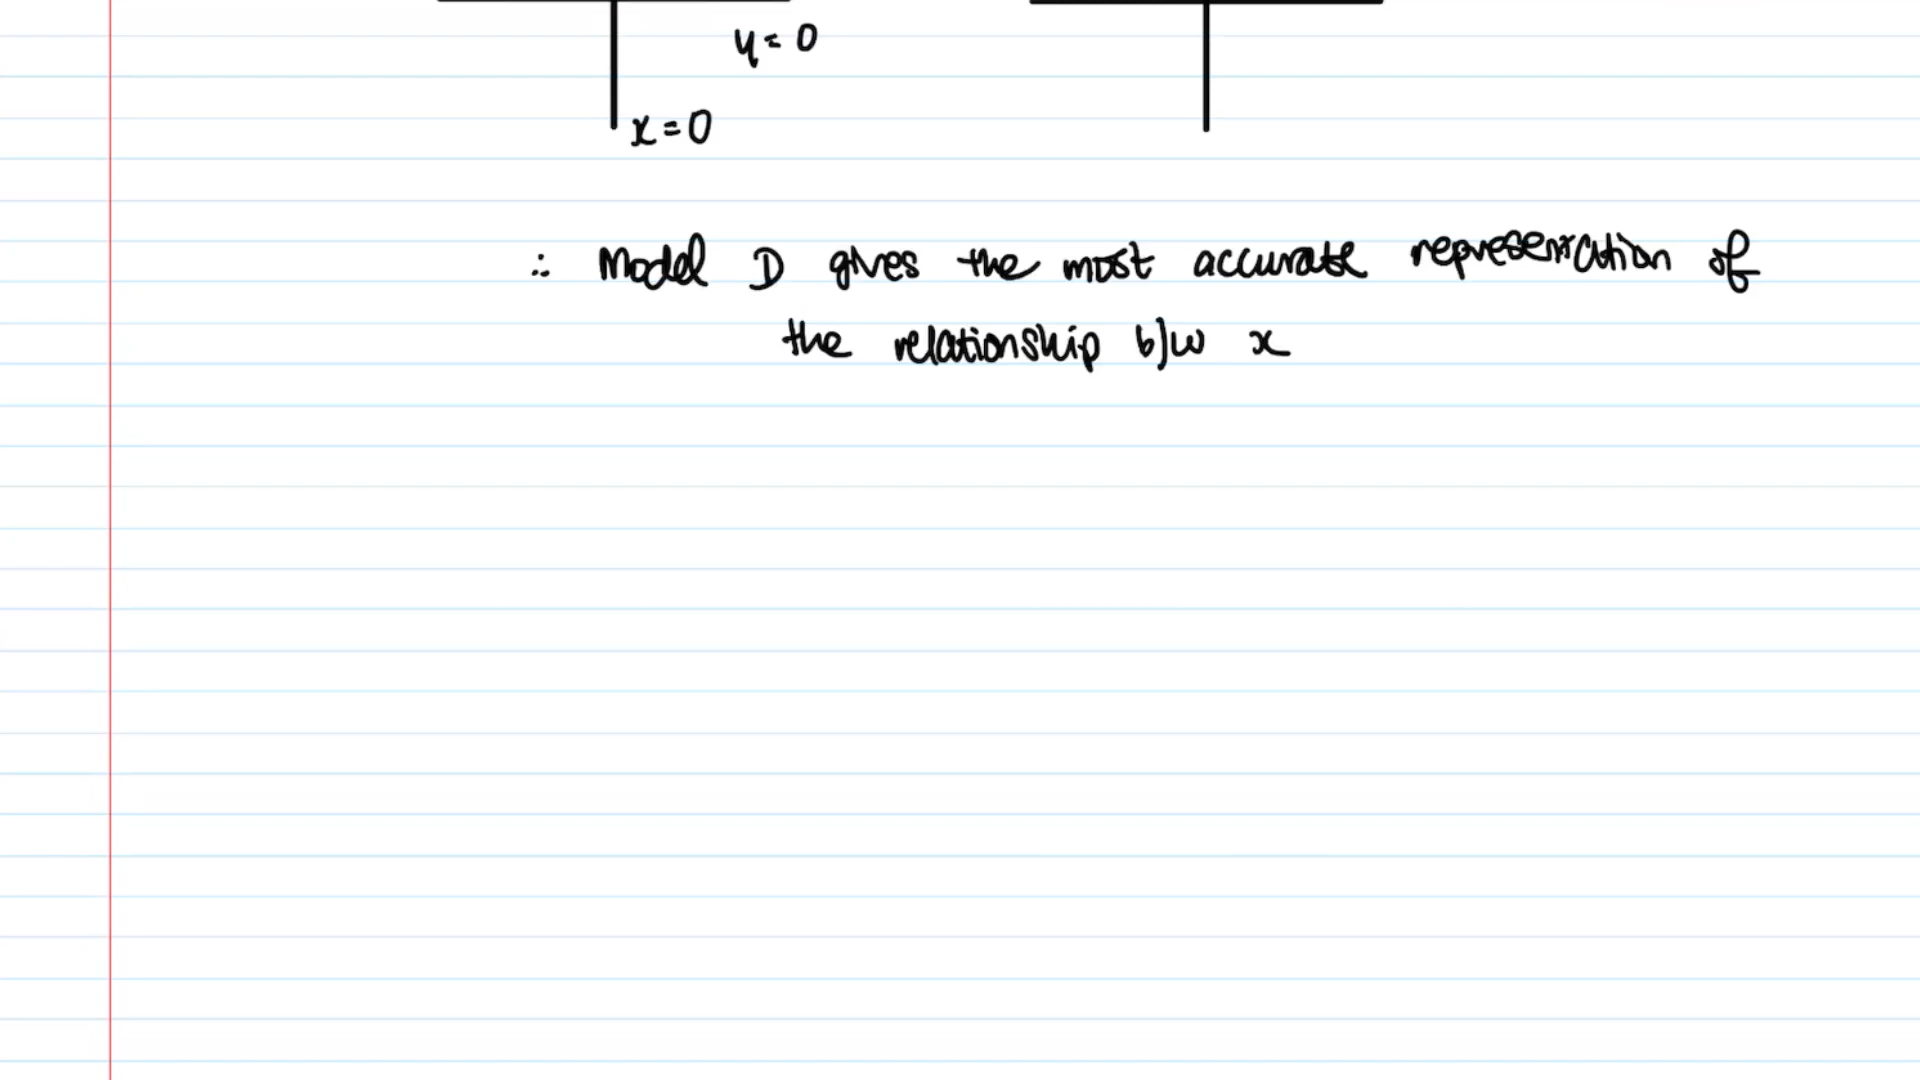 y = 0
x = 0
∴ Model D gives the most accurate representation of
the relationship b/w x